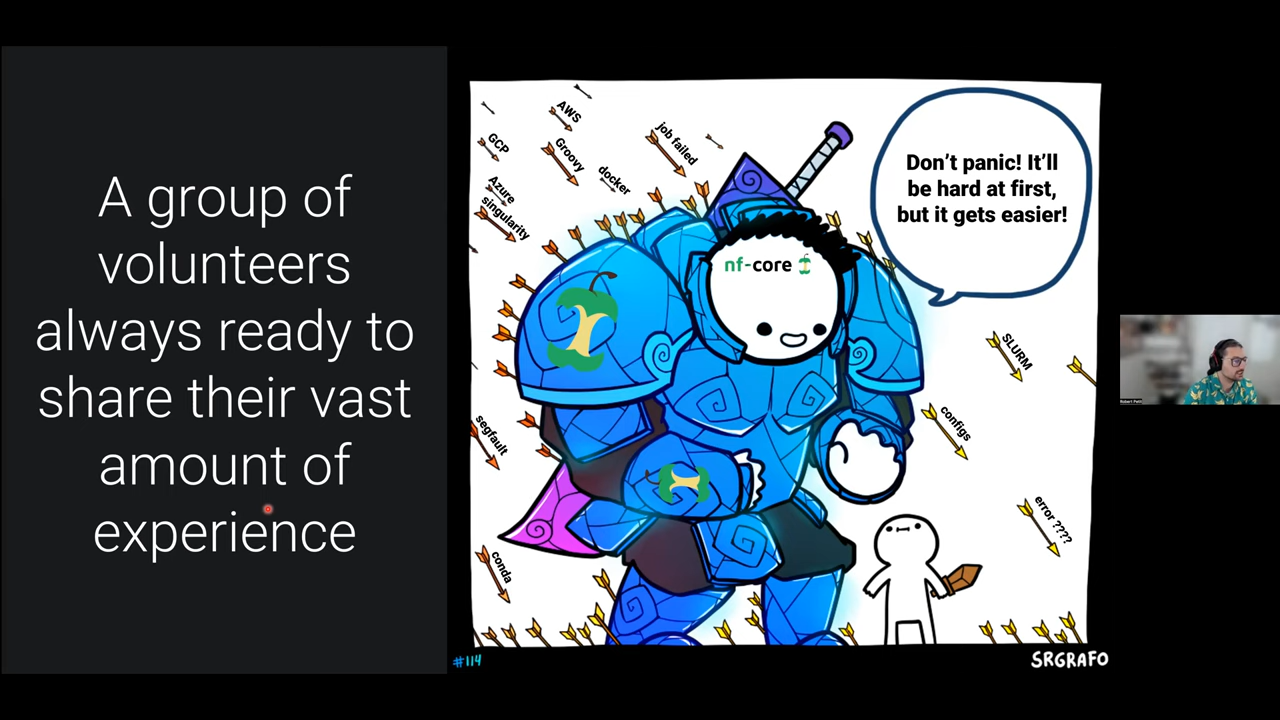 A group of
volunteers
always ready to
share their vast
amount of
experience
AWS
GCP
Groovy
job failed
docker
Azure
singularity
Don't panic! It'll
be hard at first,
but it gets easier!
nf-core
SLURM
configs
segfault
error ????
conda
#114
SRGRAFO